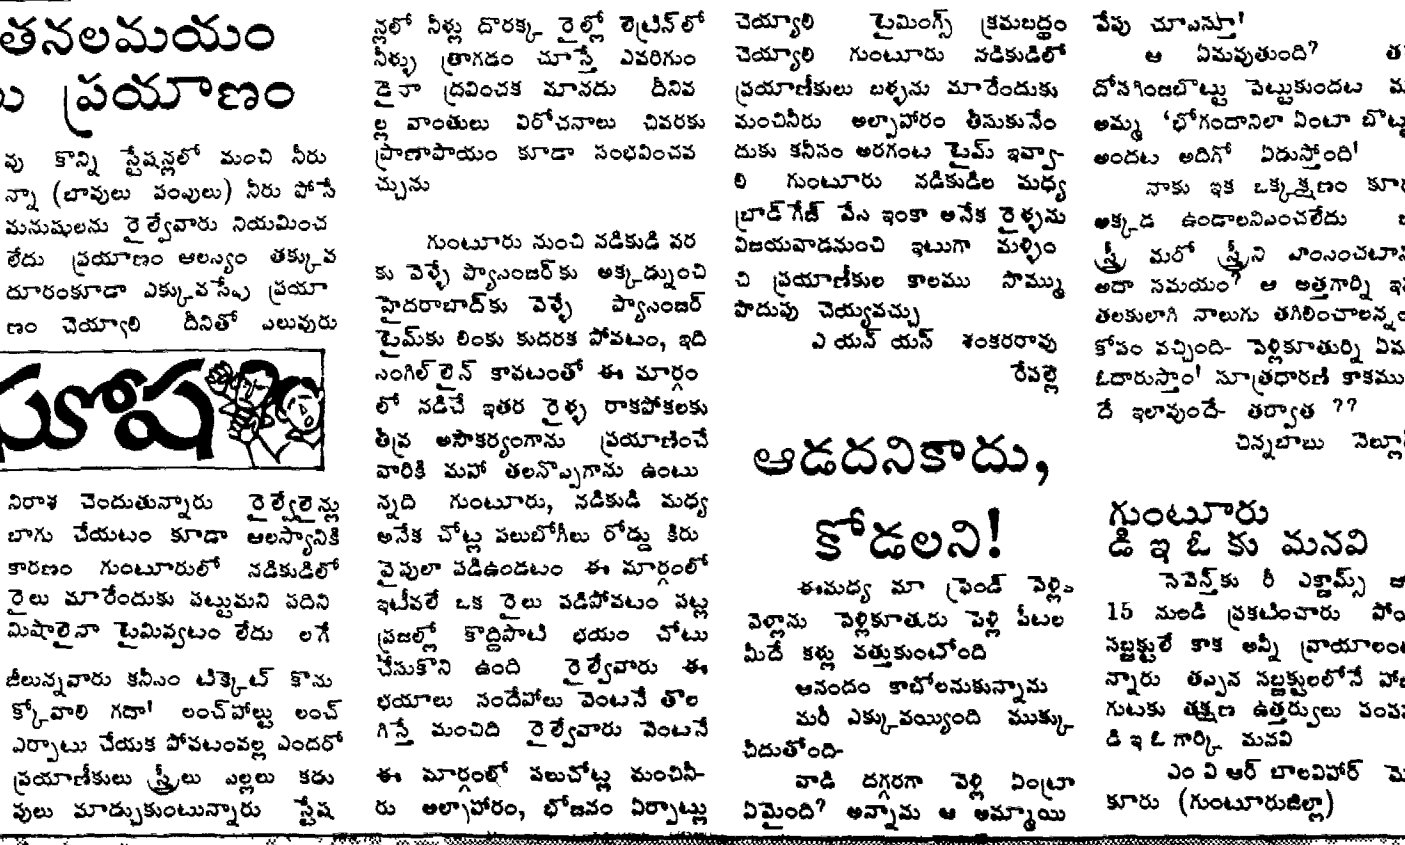 తనలమయం
ు ప్రయాణం
వు కొన్ని స్టేషన్లలో మంచి నీరు
న్నా (బావులు పంపులు) నీరు పోసే
మనుషులను రైల్వేవారు నియమించ
లేదు ప్రయాణం ఆలస్యం తక్కువ
దూరంకూడా ఎక్కువసేపు ప్రయా
ణం చెయ్యాలి దీనితో ఎలువురు
ఘోష
నిరాశ చెందుతున్నారు రైల్వేలైన్లు
బాగు చేయటం కూడా ఆలస్యానికి
కారణం గుంటూరులో నడికుడిలో
రైలు మారేందుకు పట్టుమని పదిని
మిషాలైనా టైమివ్వటం లేదు లగే
జీలున్నవారు కనీసం టిక్కెట్ కొను
క్కోవాలి గదా! లంచ్‌హాల్టు లంచ్
ఎర్పాటు చేయక పోవటంవల్ల ఎందరో
ప్రయాణీకులు స్త్రీలు ఎల్లలు కడు
పులు మాడ్చుకుంటున్నారు స్టేష
న్లలో నీళ్లు దొరక్క రైల్లో లెట్రిన్‌లో
నీళ్ళు త్రాగడం చూస్తే ఎవరిగుం
డైనా ద్రవించక మానదు దీనివ
ల్ల వాంతులు విరోచనాలు చివరకు
ప్రాణాపాయం కూడా సంభవించవ
చ్చును
గుంటూరు నుంచి నడికుడి వర
కు వెళ్ళే ప్యాసింజర్‌కు అక్కడ్నుంచి
హైదరాబాద్‌కు వెళ్ళే ప్యాసింజర్
టైమ్‌కు లింకు కుదరక పోవటం, ఇది
సింగిల్‌లైన్ కావటంతో ఈ మార్గం
లో నడిచే ఇతర రైళ్ళ రాకపోకలకు
తీవ్ర అసౌకర్యంగాను ప్రయాణించే
వారికి మహా తలనొప్పిగాను ఉంటు
న్నది గుంటూరు, నడికుడి మధ్య
అనేక చోట్ల పలుబోగీలు రోడ్డు కిరు
వైపులా పడిఉండటం ఈ మార్గంలో
ఇటీవలే ఒక రైలు పడిపోవటం పట్ల
ప్రజల్లో కొద్దిపాటి భయం చోటు
చేసుకొని ఉంది రైల్వేవారు ఈ
భయాలు సందేహాలు వెంటనే తొల
గిస్తే మంచిది రైల్వేవారు వెంటనే
ఈ మార్గంలో పలుచోట్ల మంచినీ-
రు అల్పాహారం, భోజనం ఏర్పాట్లు
చెయ్యాలి టైమింగ్స్ క్రమబద్ధం
చెయ్యాలి గుంటూరు నడికుడిలో
ప్రయాణీకులు బళ్ళను మారేందుకు
మంచినీరు అల్పాహారం తీసుకునేం
దుకు కనీసం అరగంట టైమ్ ఇవ్వా-
లి గుంటూరు నడికుడిల మధ్య
బ్రాడ్‌గేజ్ వేసి ఇంకా అనేక రైళ్ళను
విజయవాడనుంచి ఇటుగా మళ్ళిం
చి ప్రయాణీకుల కాలము సొమ్ము
పొదుపు చెయ్యవచ్చు
ఎ యన్ యస్ శంకరరావు
రేపల్లె
ఆడదనికాదు,
కోడలని!
ఈమధ్య మా ఫ్రెండ్ పెళ్ళికి
వెళ్లాను పెళ్లికూతురు పెళ్లి పీటల
మీదే కళ్లు వత్తుకుంటోంది
ఆనందం కాబోలనుకున్నాను
మరీ ఎక్కువయ్యింది ముక్కు
చీదుతోంది-
వాడి దగ్గరగా వెళ్లి ఏంట్రా
ఏమైంది? అన్నాను ఆ అమ్మాయి
వేపు చూస్తూ!
ఆ ఏమవుతుంది?
దోసగింజబొట్టు పెట్టుకుందట
అమ్మ 'భోగందానిలా ఏంటా బొట్టు
అందట అదిగో ఏడుస్తోంది!
నాకు ఇక ఒక్కక్షణం
అక్కడ ఉండాలనిపించలేదు
స్త్రీ మరో స్త్రీని
అదా సమయం? ఆ అత్తగార్ని
తలకులాగి నాలుగు తగిలించాలన్న
కోపం వచ్చింది- పెళ్లికూతుర్ని
ఓదారుస్తాం! సూత్రధారణి కాకము
దే ఇలావుందే- తర్వాత ??
చిన్నబాబు నెల్లూ
గుంటూరు
డి ఇ ఓ కు మనవి
సెవెన్త్‌కు రీ ఎక్జామ్స్
15 నుండి ప్రకటించారు
సబ్జక్టులే కాక అన్నీ వ్రాయాలం
న్నారు తప్పిన సబ్జక్టులలోనే
గుటకు తక్షణ ఉత్తర్వులు
డి ఇ ఓ గార్కి మనవి
ఎం వి ఆర్ బాలవిహార్
కూరు (గుంటూరుజిల్లా)